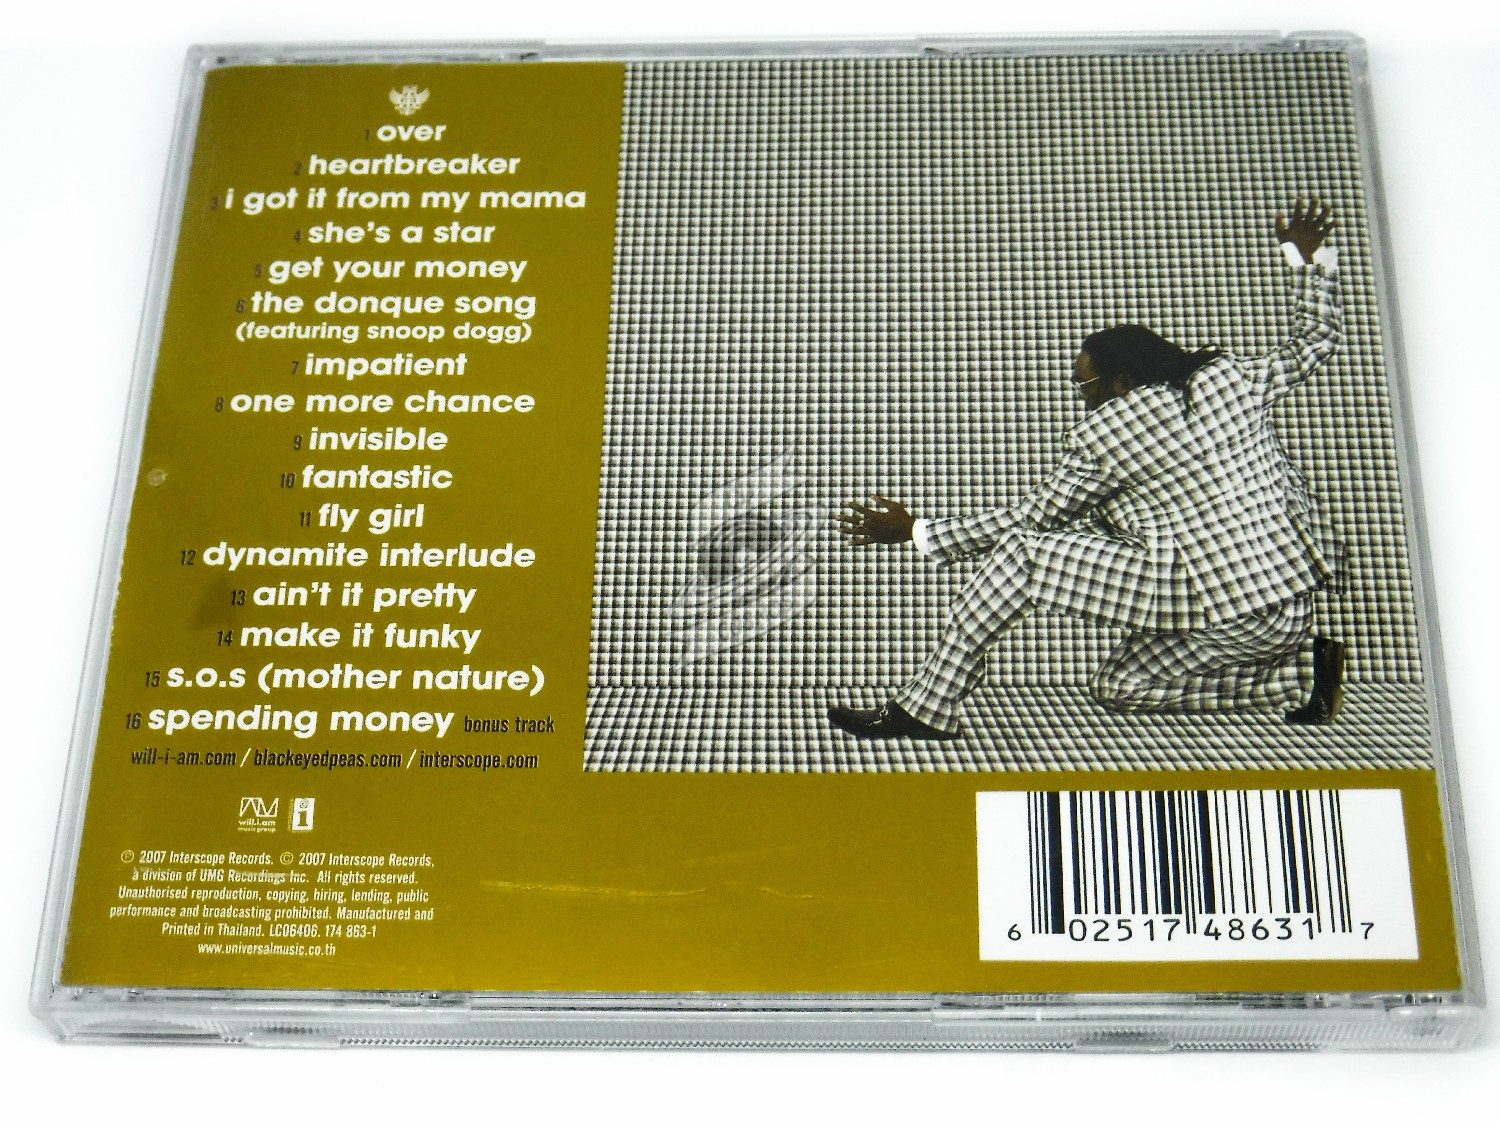 1 over
2 heartbreaker
3 i got it from my mama
4 she's a star
5 get your money
6 the donque song
(featuring snoop dogg)
7 impatient
8 one more chance
9 invisible
10 fantastic
11 fly girl
12 dynamite interlude
13 ain't it pretty
14 make it funky
15 s.o.s (mother nature)
16 spending money bonus track
will-i-am.com / blackeyedpeas.com / interscope.com
will.i.am
music group
℗ 2007 Interscope Records. © 2007 Interscope Records,
a division of UMG Recordings Inc. All rights reserved.
Unauthorised reproduction, copying, hiring, lending, public
performance and broadcasting prohibited. Manufactured and
Printed in Thailand. LC06406. 174 863-1
www.universalmusic.co.th
6 02517 48631 7